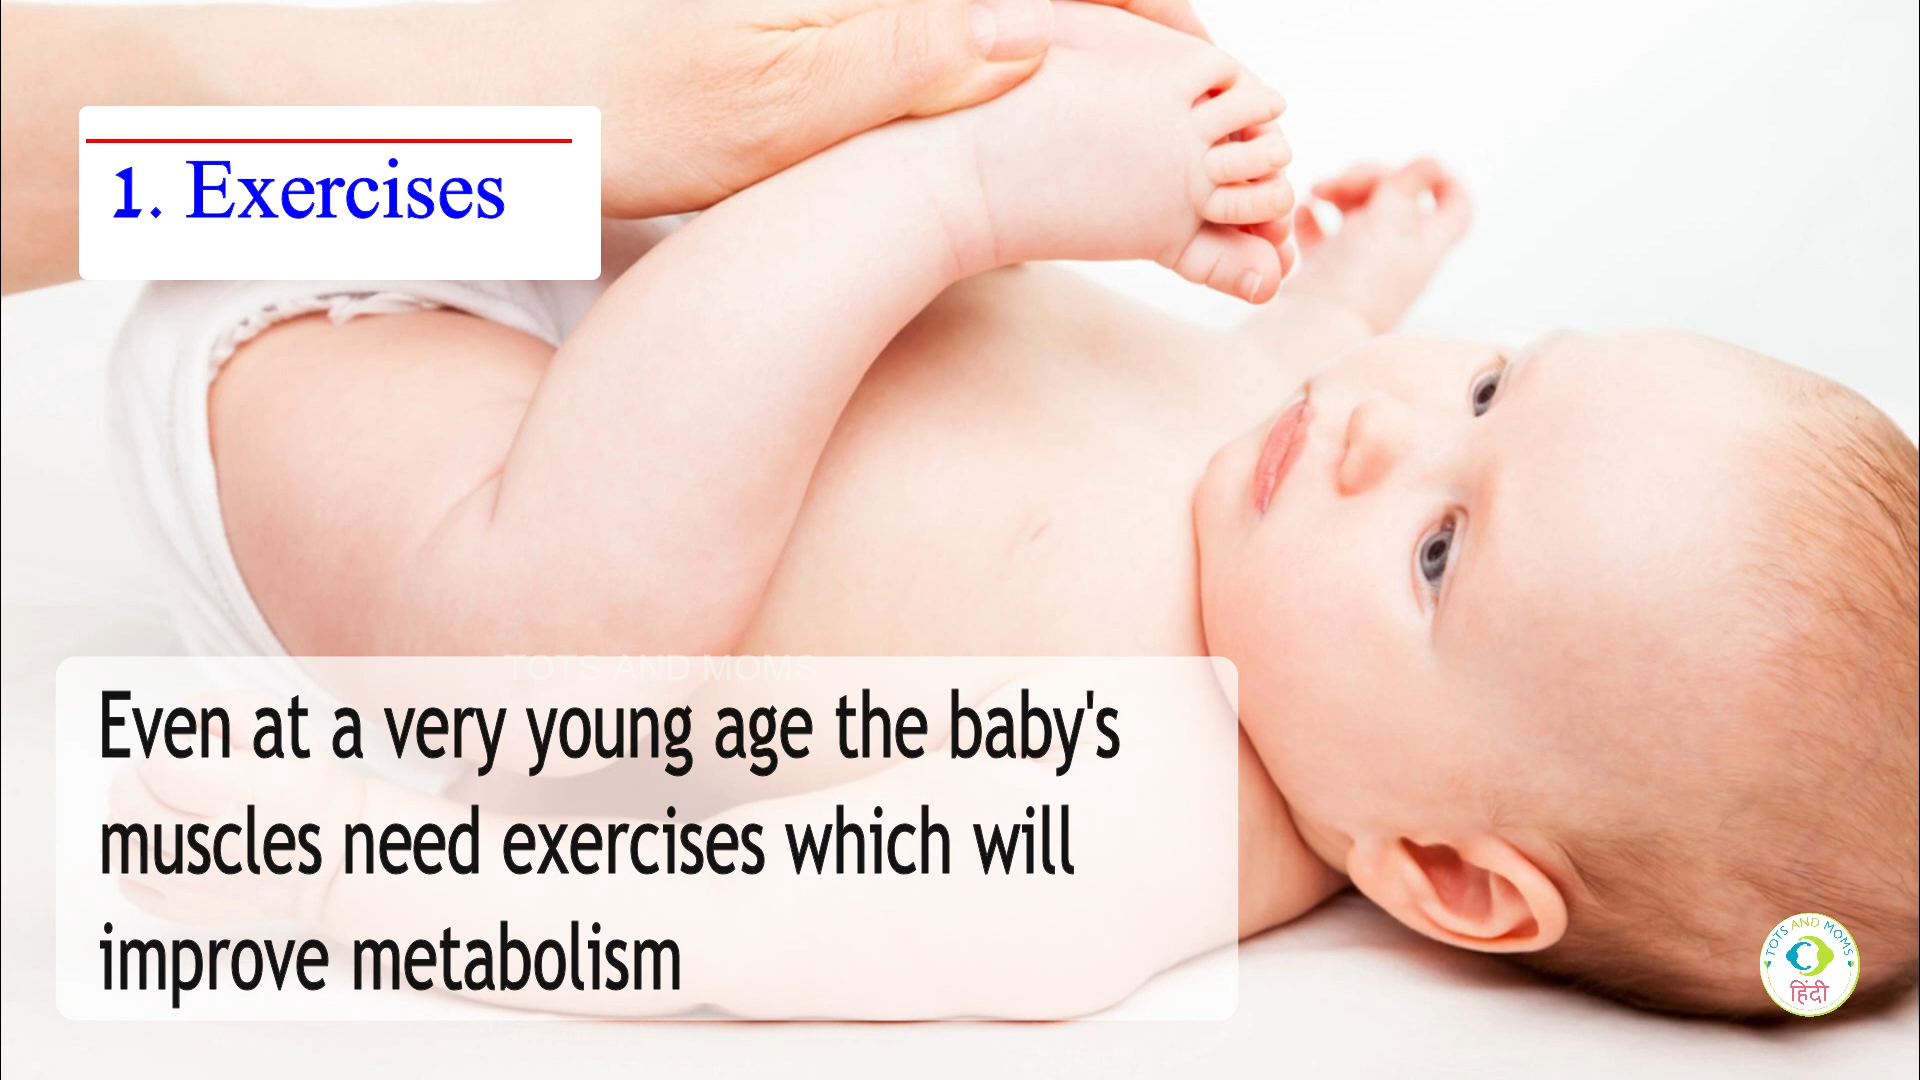 1. Exercises
TOTS AND MOMS
Even at a very young age the baby's
muscles need exercises which will
improve metabolism
TOTS AND MOMS
हिंदी